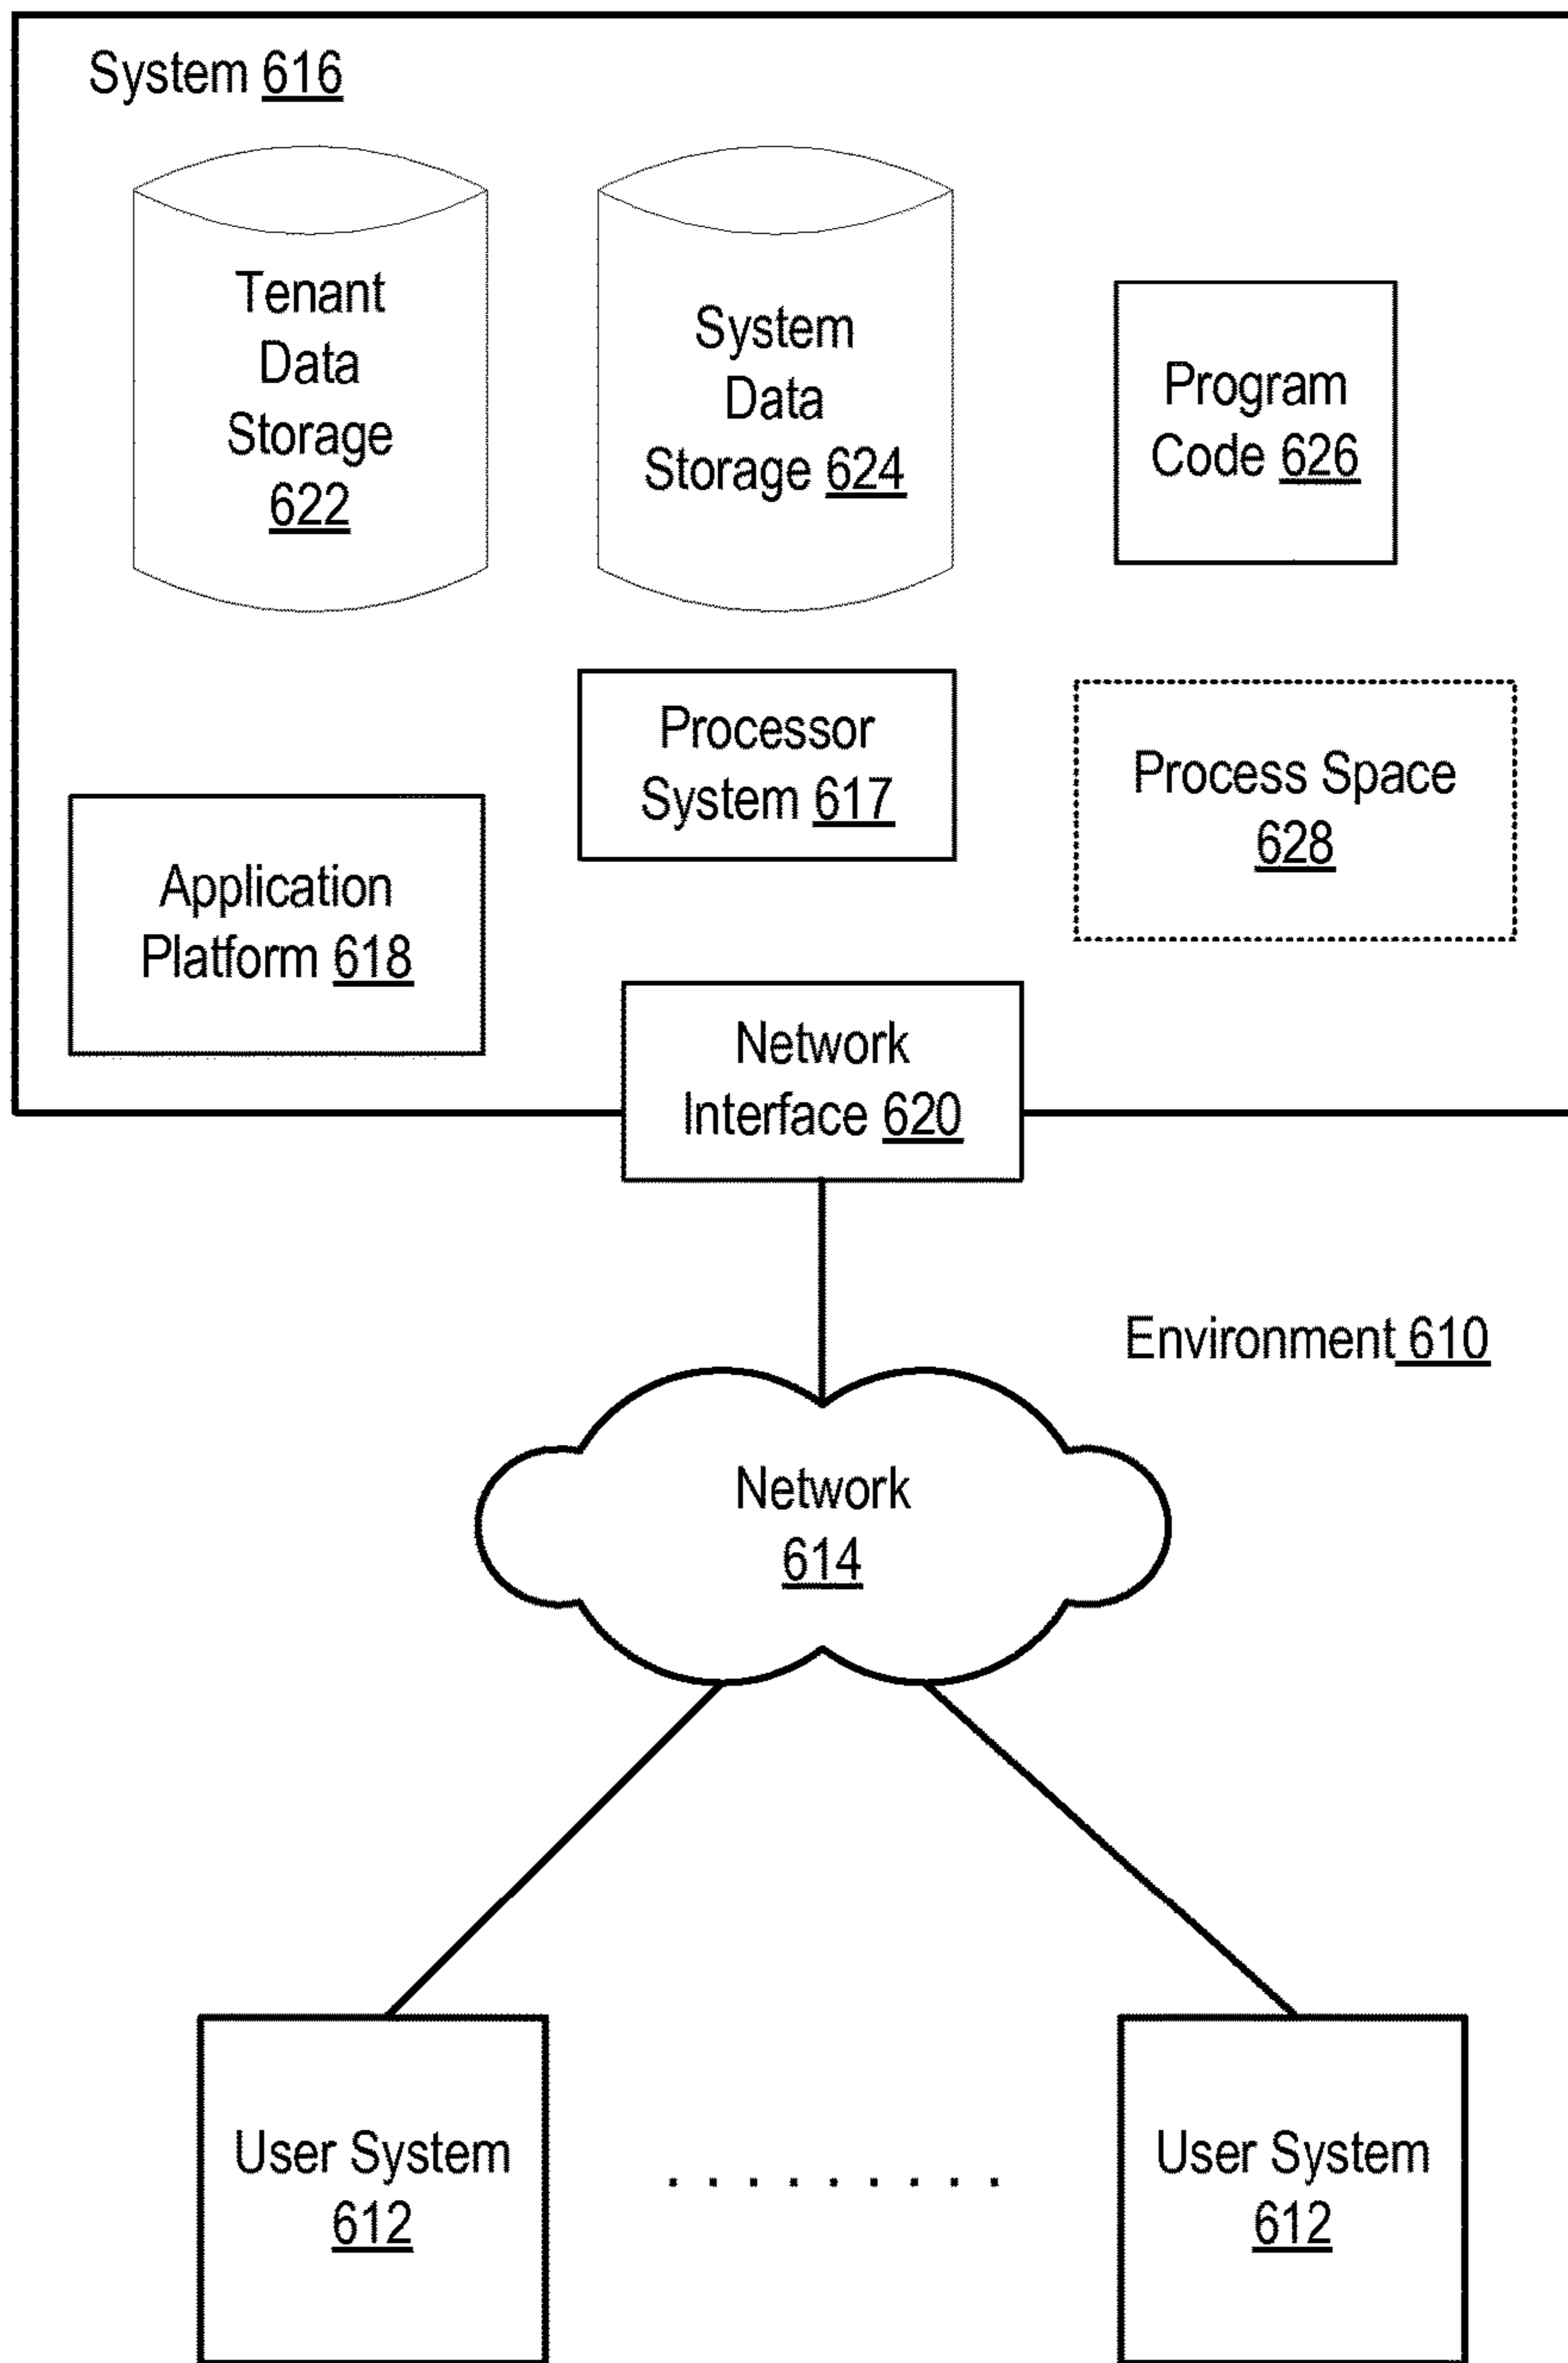 System 616
Tenant
Data
Storage
622
System
Data
Storage 624
Program
Code 626
Processor
System 617
Process Space
628
Application
Platform 618
Network
Interface 620
Environment 610
Network
614
User System
612
User System
612